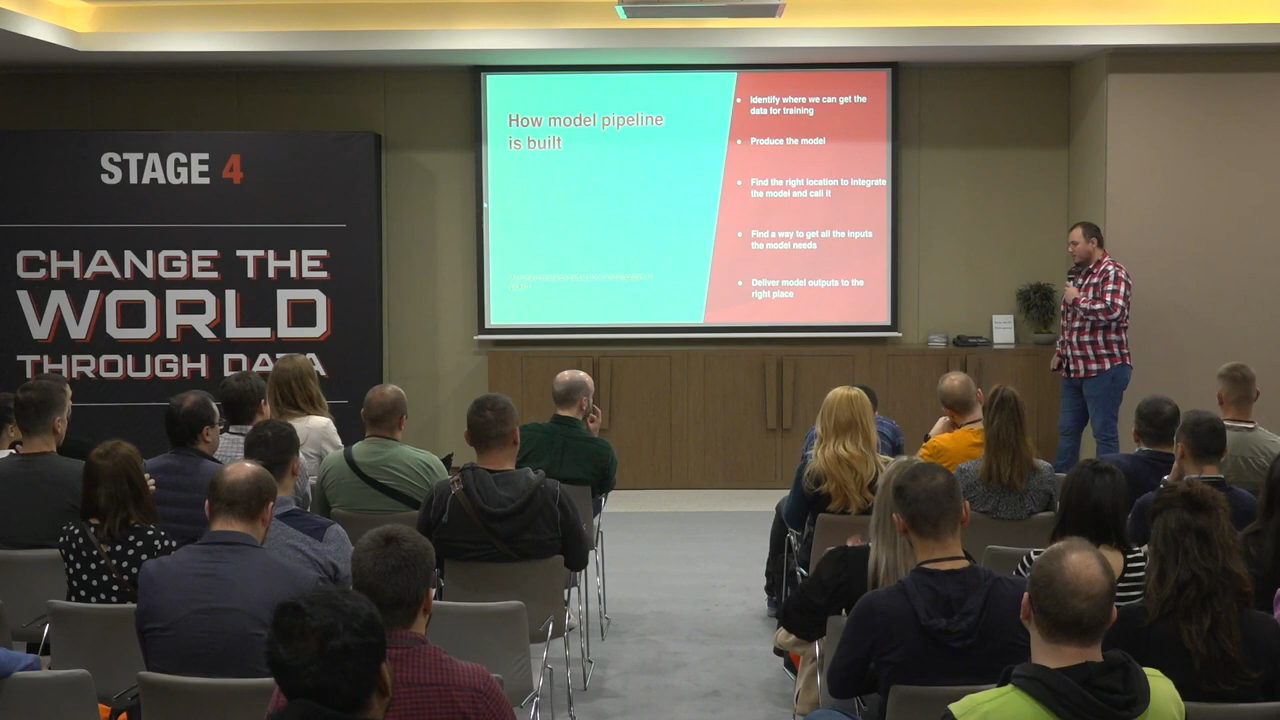 STAGE 4
CHANGE THE
WORLD
THROUGH DATA
How model pipeline
is built
Identify where we can get the
data for training
Produce the model
Find the right location to integrate
the model and call it
Find a way to get all the inputs
the model needs
Deliver model outputs to the
right place